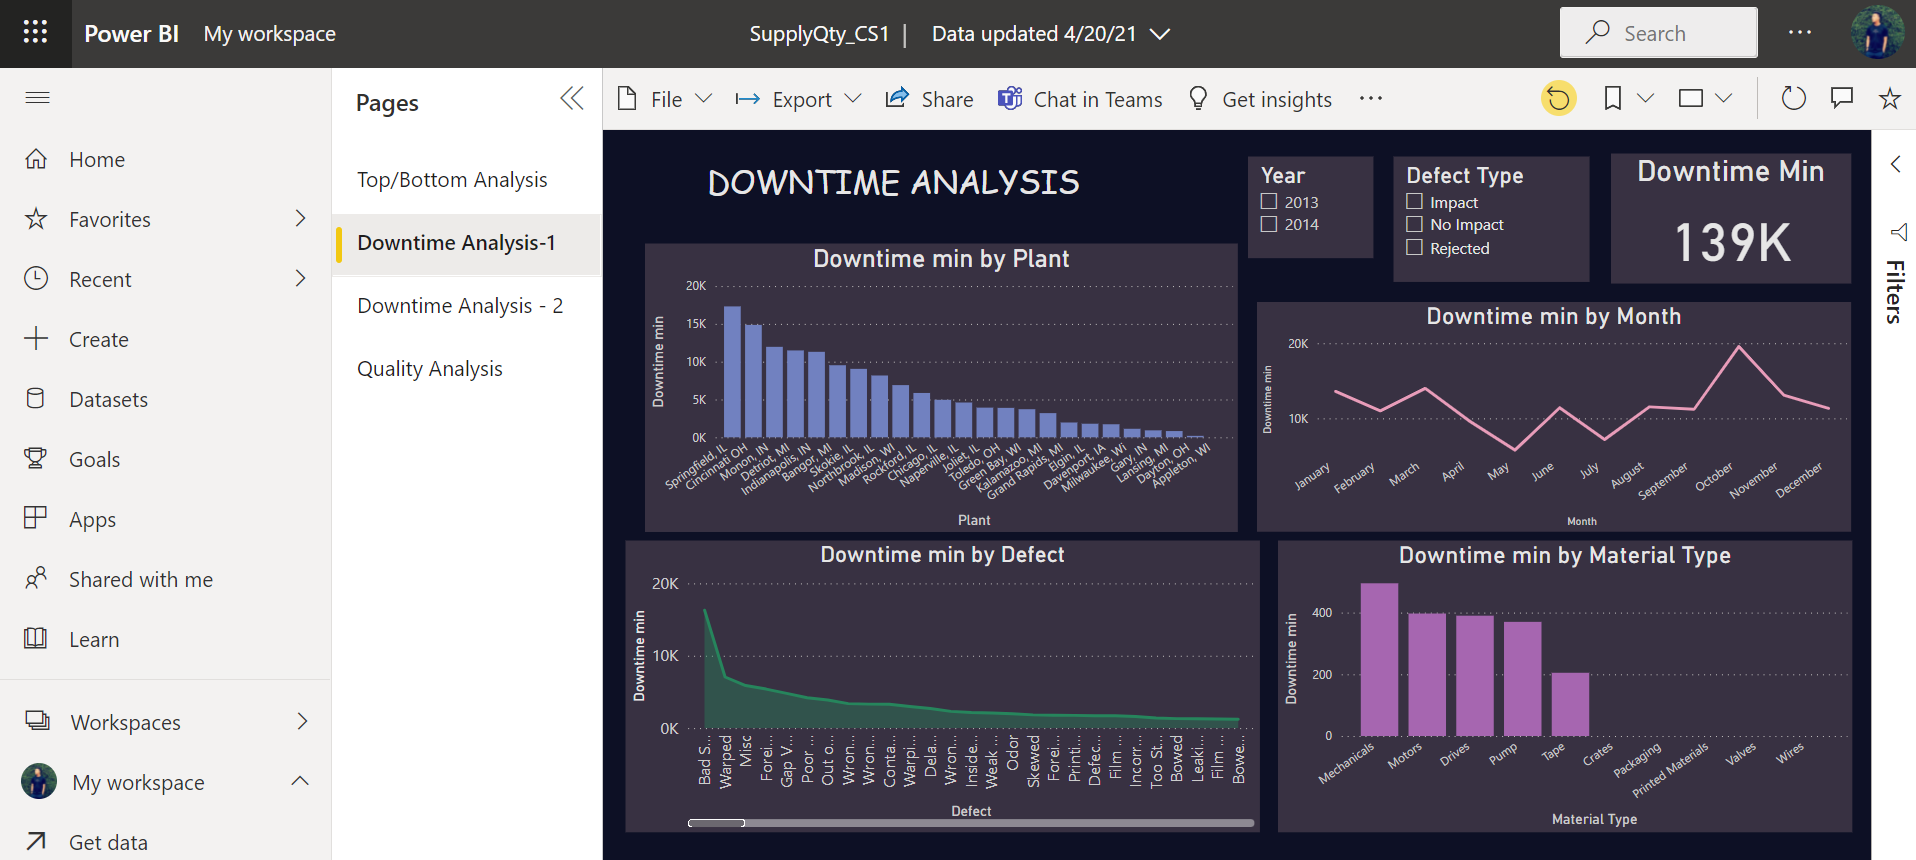 Power BI My workspace
SupplyQty_CS1 | Data updated 4/20/21
Search
Home
Favorites
Recent
Create
Datasets
Goals
Apps
Shared with me
Learn
Workspaces
My workspace
Get data
Pages
Top/Bottom Analysis
Downtime Analysis-1
Downtime Analysis - 2
Quality Analysis
File Export Share Chat in Teams Get insights
DOWNTIME ANALYSIS
Year
2013
2014
Defect Type
Impact
No Impact
Rejected
Downtime Min
139K
Filters
Downtime min by Plant
Downtime min
20K
15K
10K
5K
0K
Springfield, IL
Cincinnati OH
Monon, IN
Detriot, MI
Indianapolis, IN
Bangor, MI
Skokie, IL
Northbrook, IL
Madison, WI
Rockford, IL
Chicago, IL
Naperville, IL
Joliet, IL
Toledo, OH
Green Bay, WI
Kalamazoo, MI
Grand Rapids, MI
Elgin, IL
Davenport, IA
Milwaukee, Wi
Gary, IN
Lansing, MI
Dayton, OH
Appleton, WI
Plant
Downtime min by Month
Downtime min
20K
10K
January
February
March
April
May
June
July
August
September
October
November
December
Month
Downtime min by Defect
Downtime min
20K
10K
0K
Bad S...
Warped
Misc
Forei...
Gap V...
Poor ...
Out o...
Wron...
Wron...
Conta...
Warpi...
Dela...
Wron...
Inside...
Weak ...
Odor
Skewed
Forei...
Printi...
Defec...
Film ...
Incorr...
Too St...
Bowed
Leaki...
Film ...
Bowe...
Defect
Downtime min by Material Type
Downtime min
400
200
0
Mechanicals
Motors
Drives
Pump
Tape
Crates
Packaging
Printed Materials
Valves
Wires
Material Type